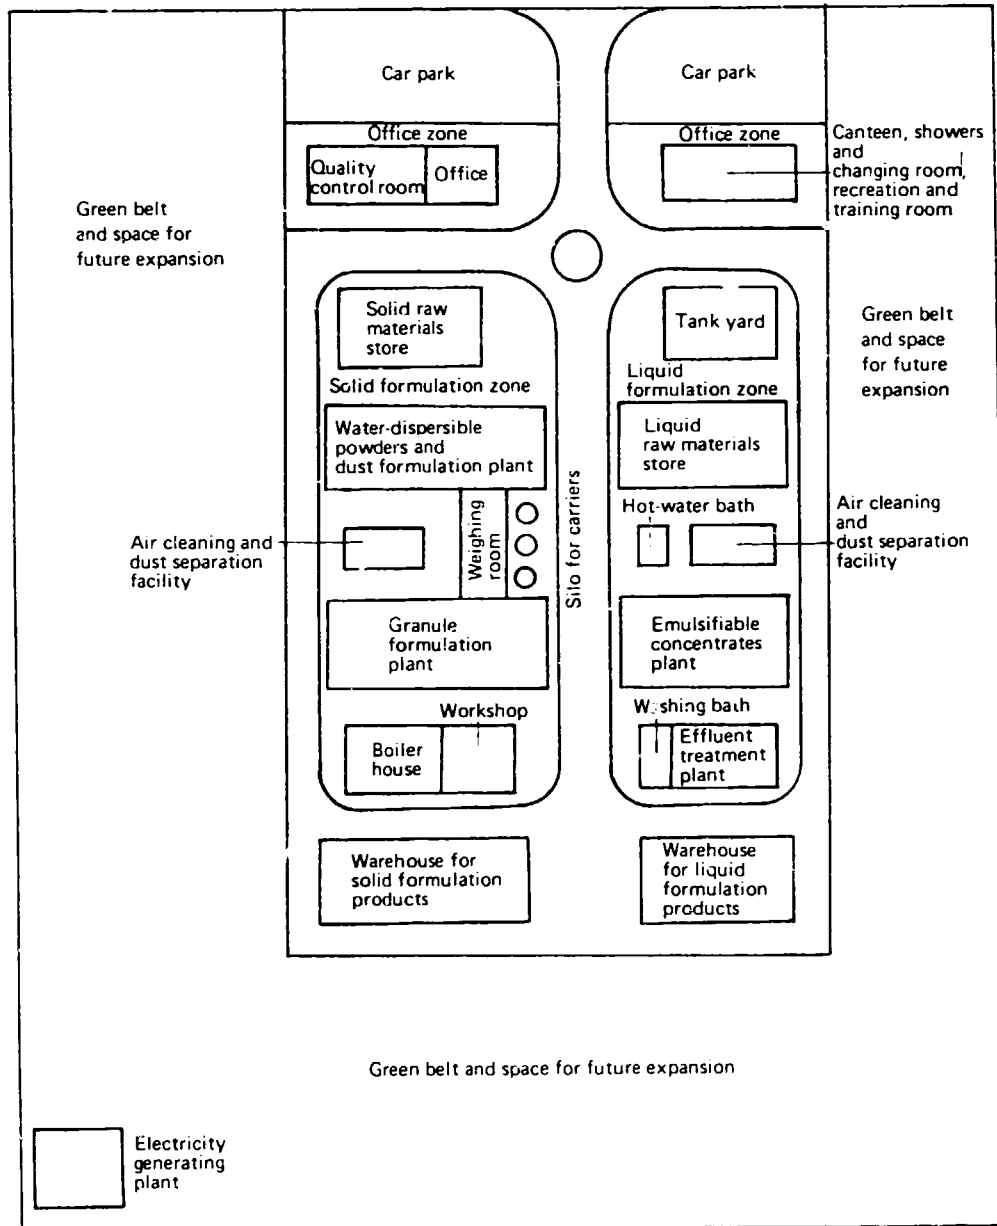 Car park
Car park
Office zone
Quality
control room
Office
Office zone
Canteen, showers
and
changing room,
recreation and
training room
Green belt
and space for
future expansion
Solid raw
materials
store
Solid formulation zone
Water-dispersible
powders and
dust formulation plant
Weighing
room
Silo for carriers
Air cleaning and
dust separation
facility
Granule
formulation
plant
Workshop
Boiler
house
Warehouse for
solid formulation
products
Tank yard
Liquid
formulation zone
Liquid
raw materials
store
Hot-water bath
Air cleaning
and
dust separation
facility
Emulsifiable
concentrates
plant
Washing bath
Effluent
treatment
plant
Warehouse
for liquid
formulation
products
Green belt
and space
for future
expansion
Green belt and space for future expansion
Electricity
generating
plant